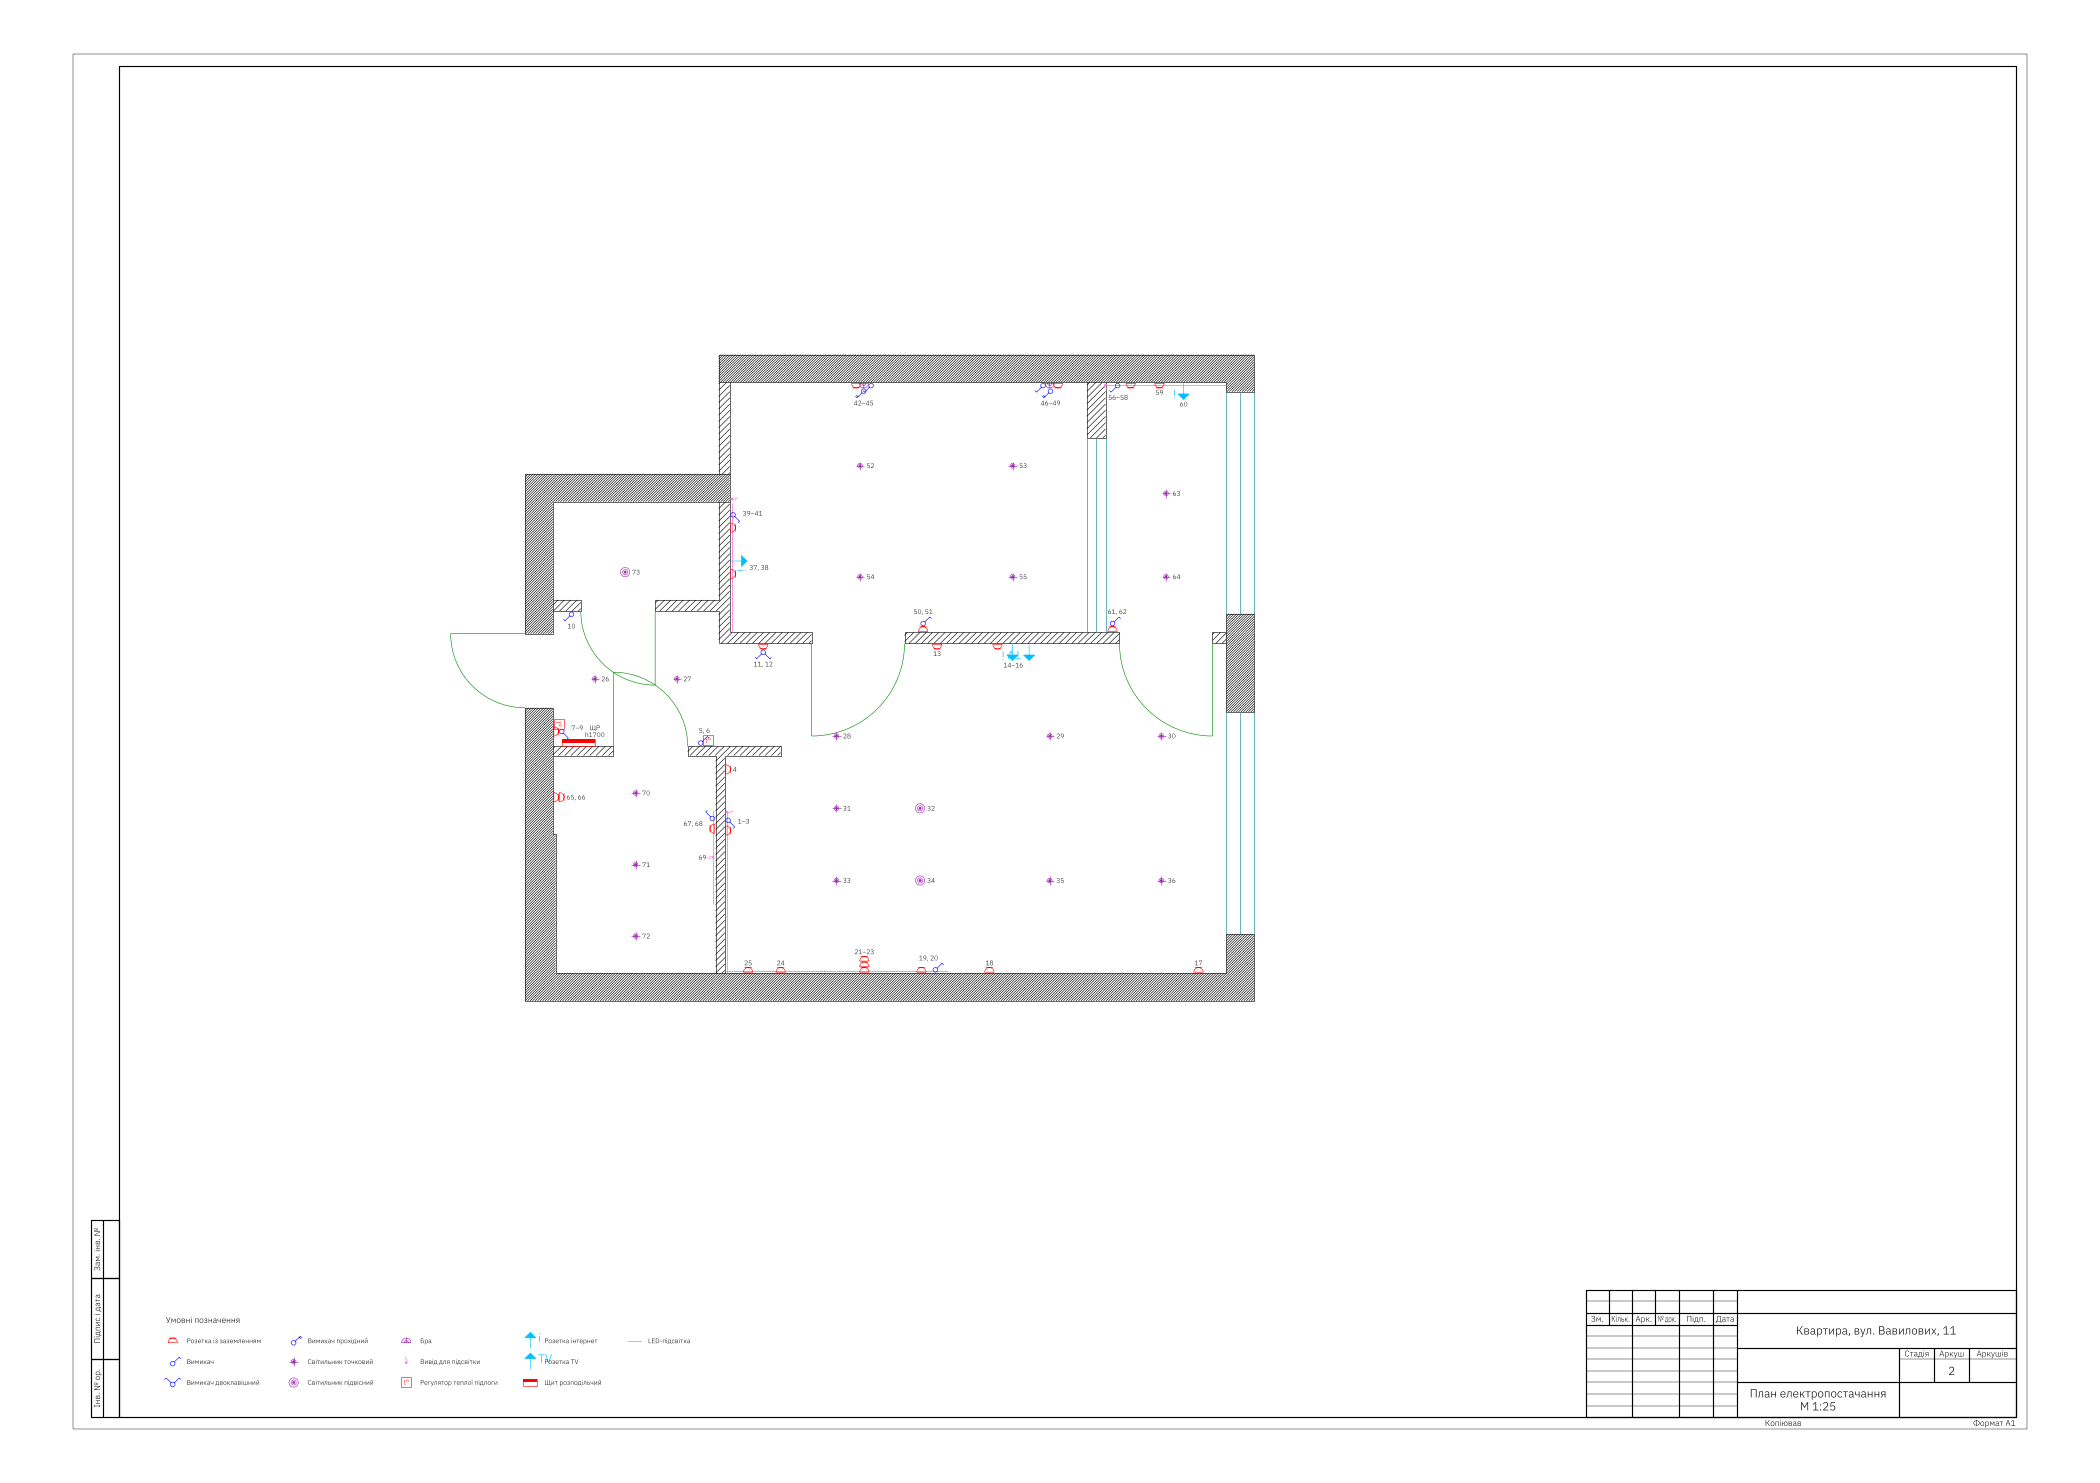 42–45
46–49
56–58
59
60
52
53
63
39–41
37, 38
54
55
64
73
10
50, 51
61, 62
11, 12
13
14–16
26
27
7–9
ЩР
h1700
5, 6
28
29
30
4
65, 66
70
31
32
67, 68
1–3
69
71
33
34
35
36
72
25
24
21–23
19, 20
18
17
Зам. інв. №
Підпис і дата
Інв. № ор.
Умовні позначення
Розетка із заземленням
Вимикач
Вимикач двоклавішний
Вимикач прохідний
Світильник точковий
Світильник підвісний
Бра
Вивід для підсвітки
t° Регулятор теплої підлоги
i Розетка інтернет
TV Розетка TV
Щит розподільчий
LED-підсвітка
Зм. Кільк. Арк. № док. Підп. Дата
Квартира, вул. Вавилових, 11
Стадія Аркуш Аркушів
2
План електропостачання
М 1:25
Копіював
Формат А1